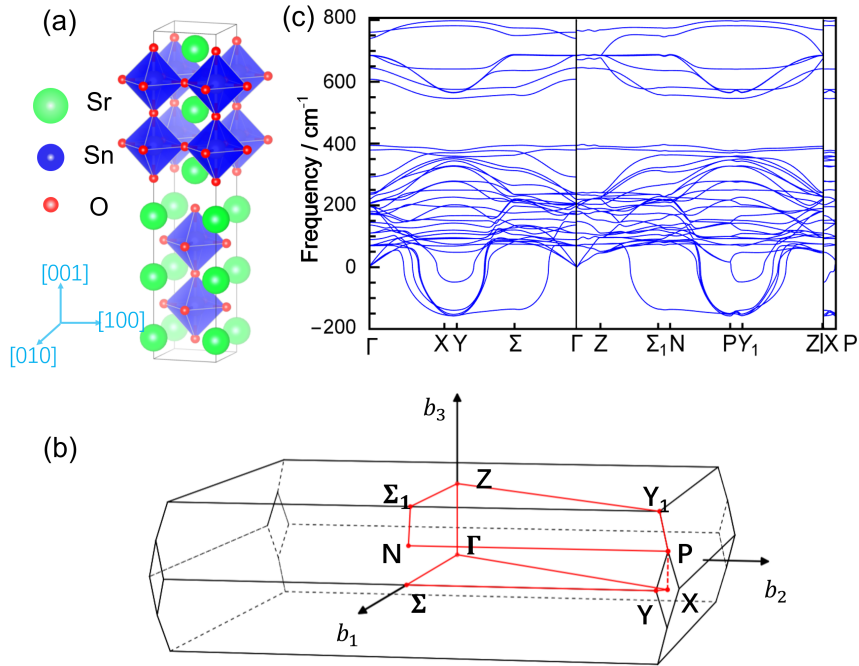 (a)
Sr
Sn
O
[001]
[100]
[010]
(c)
Frequency / cm⁻¹
800
600
400
200
0
−200
Γ X Y Σ Γ Z Σ₁ N P Y₁ Z|X P
(b)
b₃
Σ₁ Z Y₁
N Γ P
Σ Y X
b₁ b₂